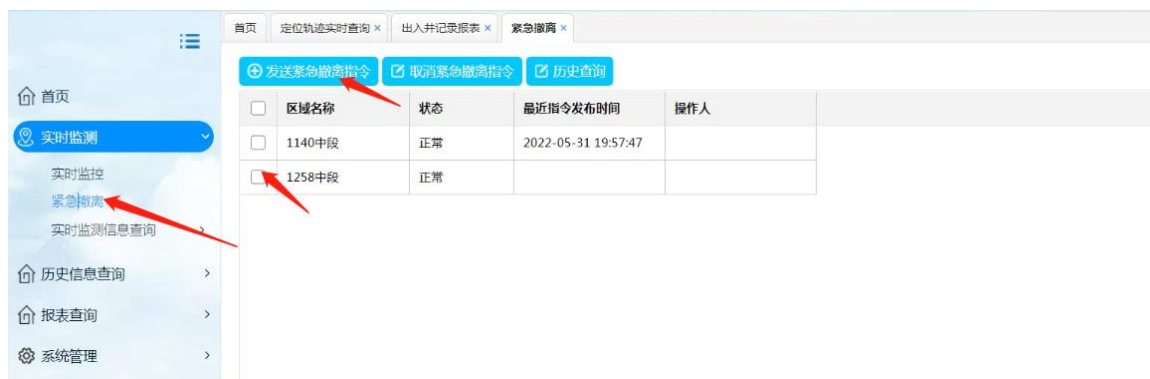 首页 定位轨迹实时查询 × 出入井记录报表 × 紧急撤离 ×
发送紧急撤离指令 取消紧急撤离指令 历史查询
首页
区域名称 状态 最近指令发布时间 操作人
实时监测
1140中段 正常 2022-05-31 19:57:47
实时监控
1258中段 正常
紧急撤离
实时监测信息查询
历史信息查询
报表查询
系统管理